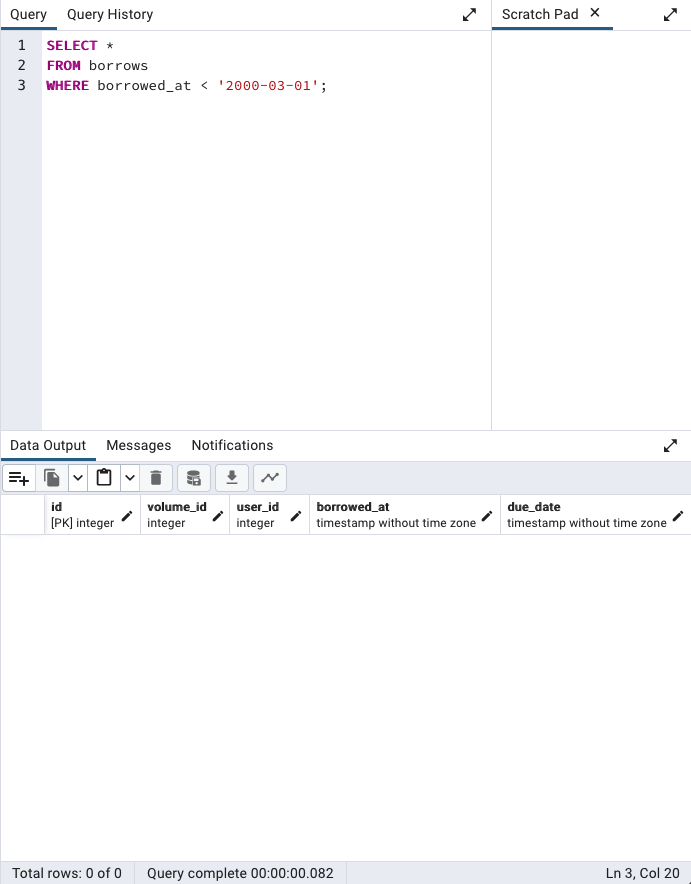 Query Query History Scratch Pad ✕
1 SELECT *
2 FROM borrows
3 WHERE borrowed_at < '2000-03-01';
Data Output Messages Notifications
id volume_id user_id borrowed_at due_date
[PK] integer integer integer timestamp without time zone timestamp without time zone
Total rows: 0 of 0 Query complete 00:00:00.082 Ln 3, Col 20